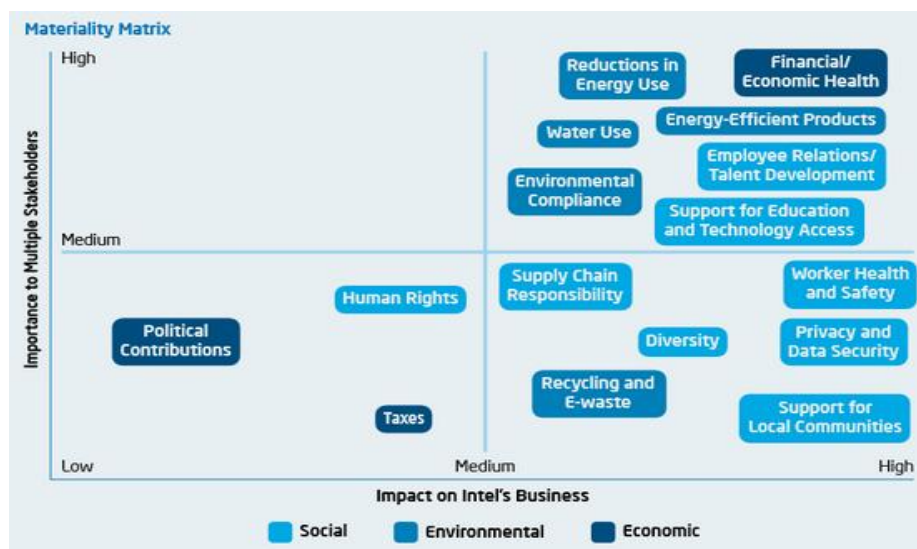 Materiality Matrix
High
Importance to Multiple Stakeholders
Reductions in
Energy Use
Financial/
Economic Health
Water Use
Energy-Efficient Products
Environmental
Compliance
Employee Relations/
Talent Development
Support for Education
and Technology Access
Medium
Human Rights
Supply Chain
Responsibility
Worker Health
and Safety
Political
Contributions
Diversity
Privacy and
Data Security
Recycling and
E-waste
Taxes
Support for
Local Communities
Low
Medium
High
Impact on Intel's Business
Social
Environmental
Economic